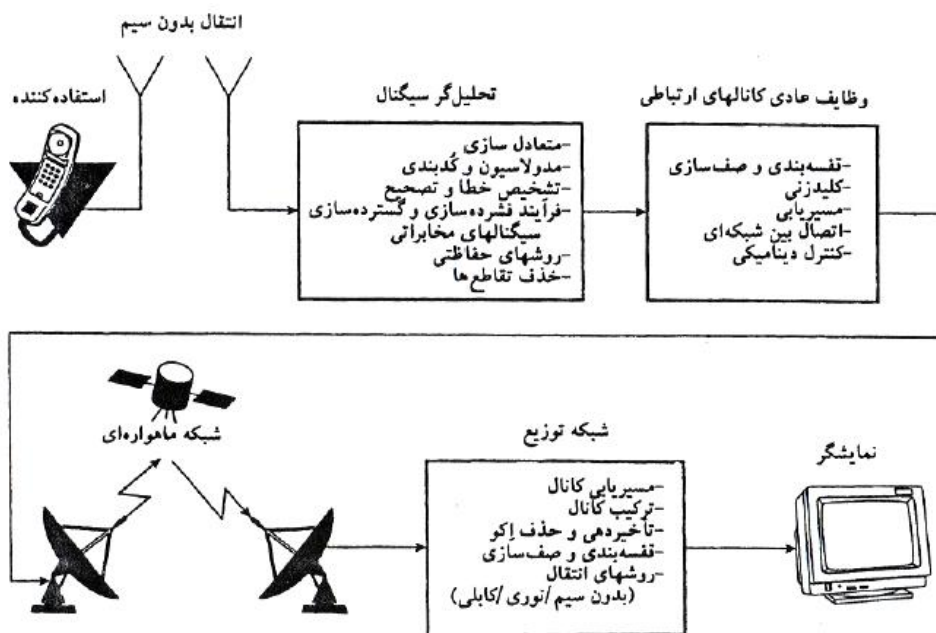 انتقال بدون سیم
استفاده‌کننده
تحلیل‌گر سیگنال
-متعادل سازی
-مدولاسیون و کُدبندی
-تشخیص خطا و تصحیح
-فرآیند فشرده‌سازی و گسترده‌سازی
سیگنالهای مخابراتی
-روشهای حفاظتی
-حذف تقاطع‌ها
وظایف عادی کانالهای ارتباطی
-قفسه‌بندی و صف‌سازی
-کلیدزنی
-مسیریابی
-اتصال بین شبکه‌ای
-کنترل دینامیکی
شبکه ماهواره‌ای
شبکه توزیع
-مسیریابی کانال
-ترکیب کانال
-تأخیردهی و حذف اِکو
-قفسه‌بندی و صف‌سازی
-روشهای انتقال
(بدون سیم/نوری/کابلی)
نمایشگر